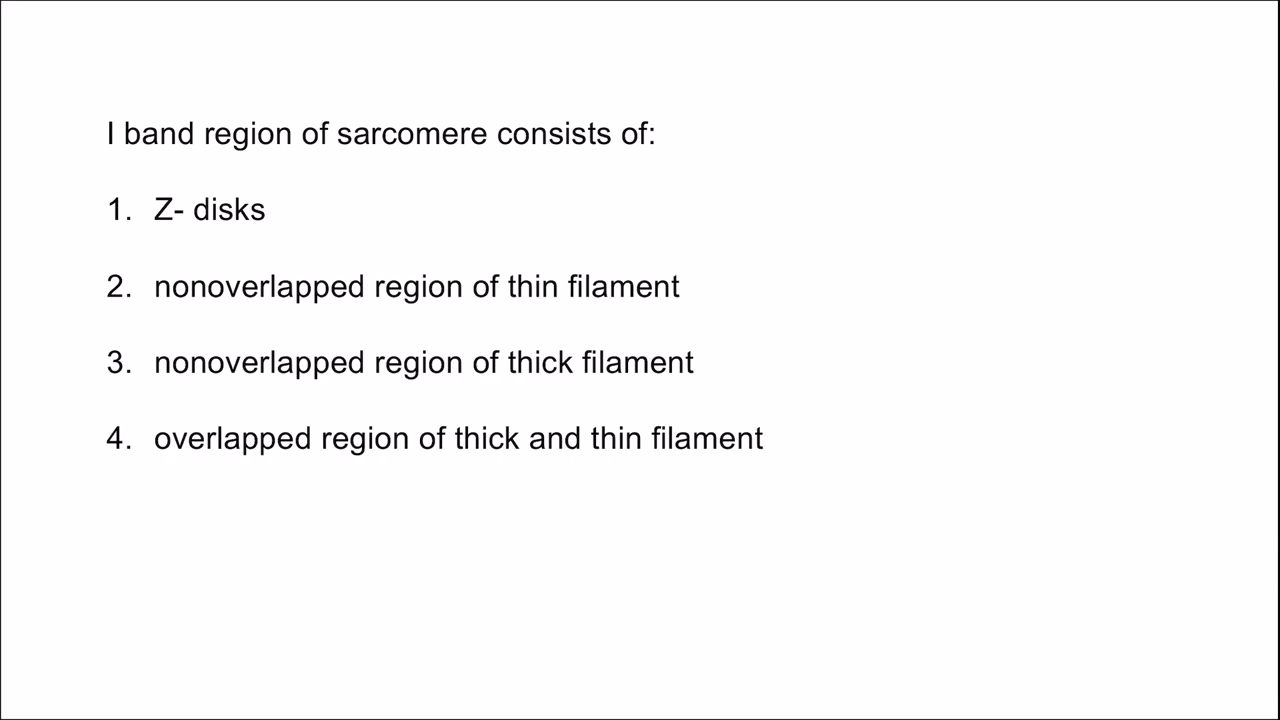 I band region of sarcomere consists of:
1. Z- disks
2. nonoverlapped region of thin filament
3. nonoverlapped region of thick filament
4. overlapped region of thick and thin filament